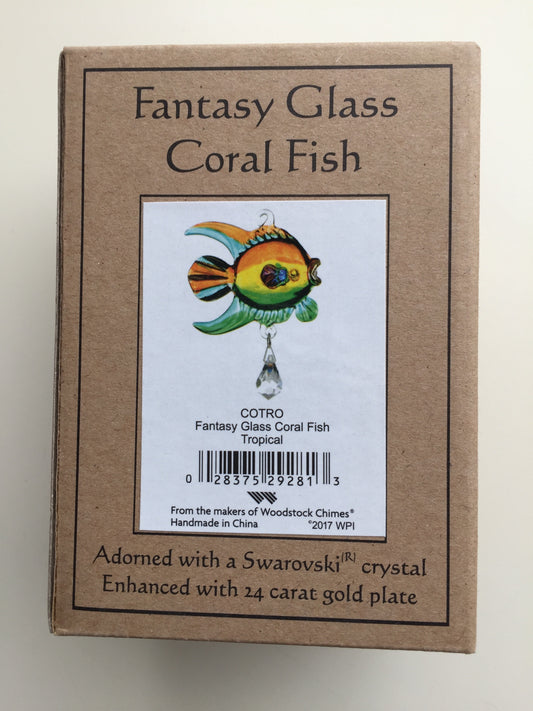 Fantasy Glass
Coral Fish
COTRO
Fantasy Glass Coral Fish
Tropical
0 28375 29281 3
From the makers of Woodstock Chimes®
Handmade in China ©2017 WPI
Adorned with a Swarovski(R) crystal
Enhanced with 24 carat gold plate